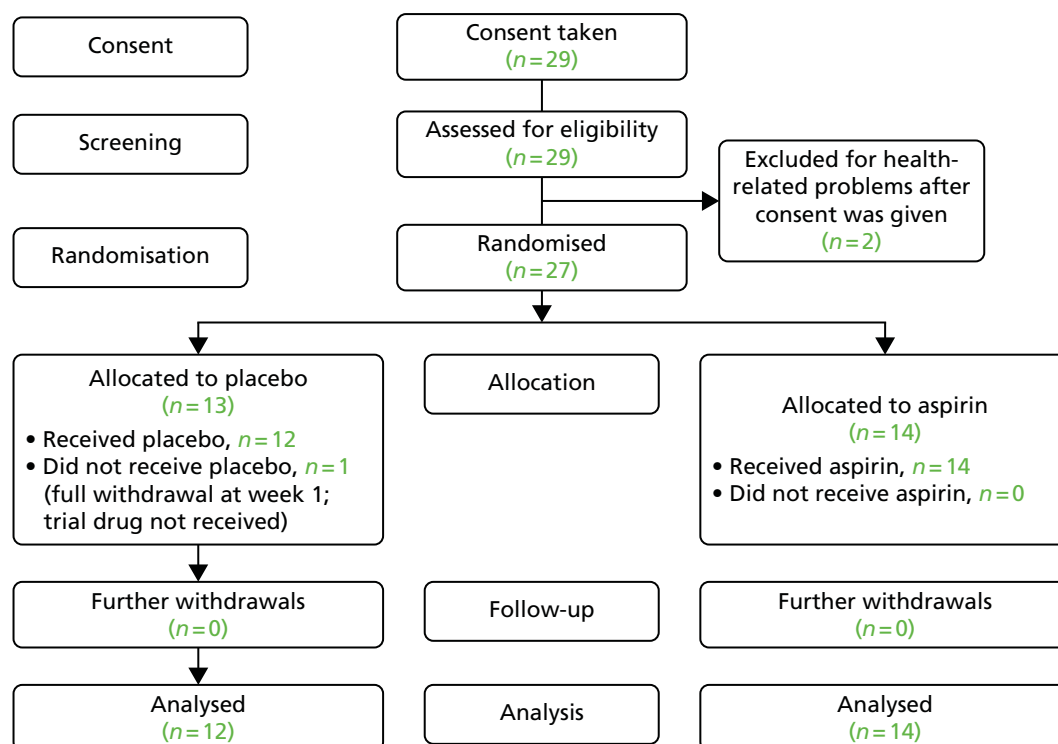 Consent
Consent taken
(n=29)
Screening
Assessed for eligibility
(n=29)
Excluded for health-
related problems after
consent was given
(n=2)
Randomisation
Randomised
(n=27)
Allocated to placebo
(n=13)
• Received placebo, n=12
• Did not receive placebo, n=1
(full withdrawal at week 1;
trial drug not received)
Allocation
Allocated to aspirin
(n=14)
• Received aspirin, n=14
• Did not receive aspirin, n=0
Further withdrawals
(n=0)
Follow-up
Further withdrawals
(n=0)
Analysed
(n=12)
Analysis
Analysed
(n=14)